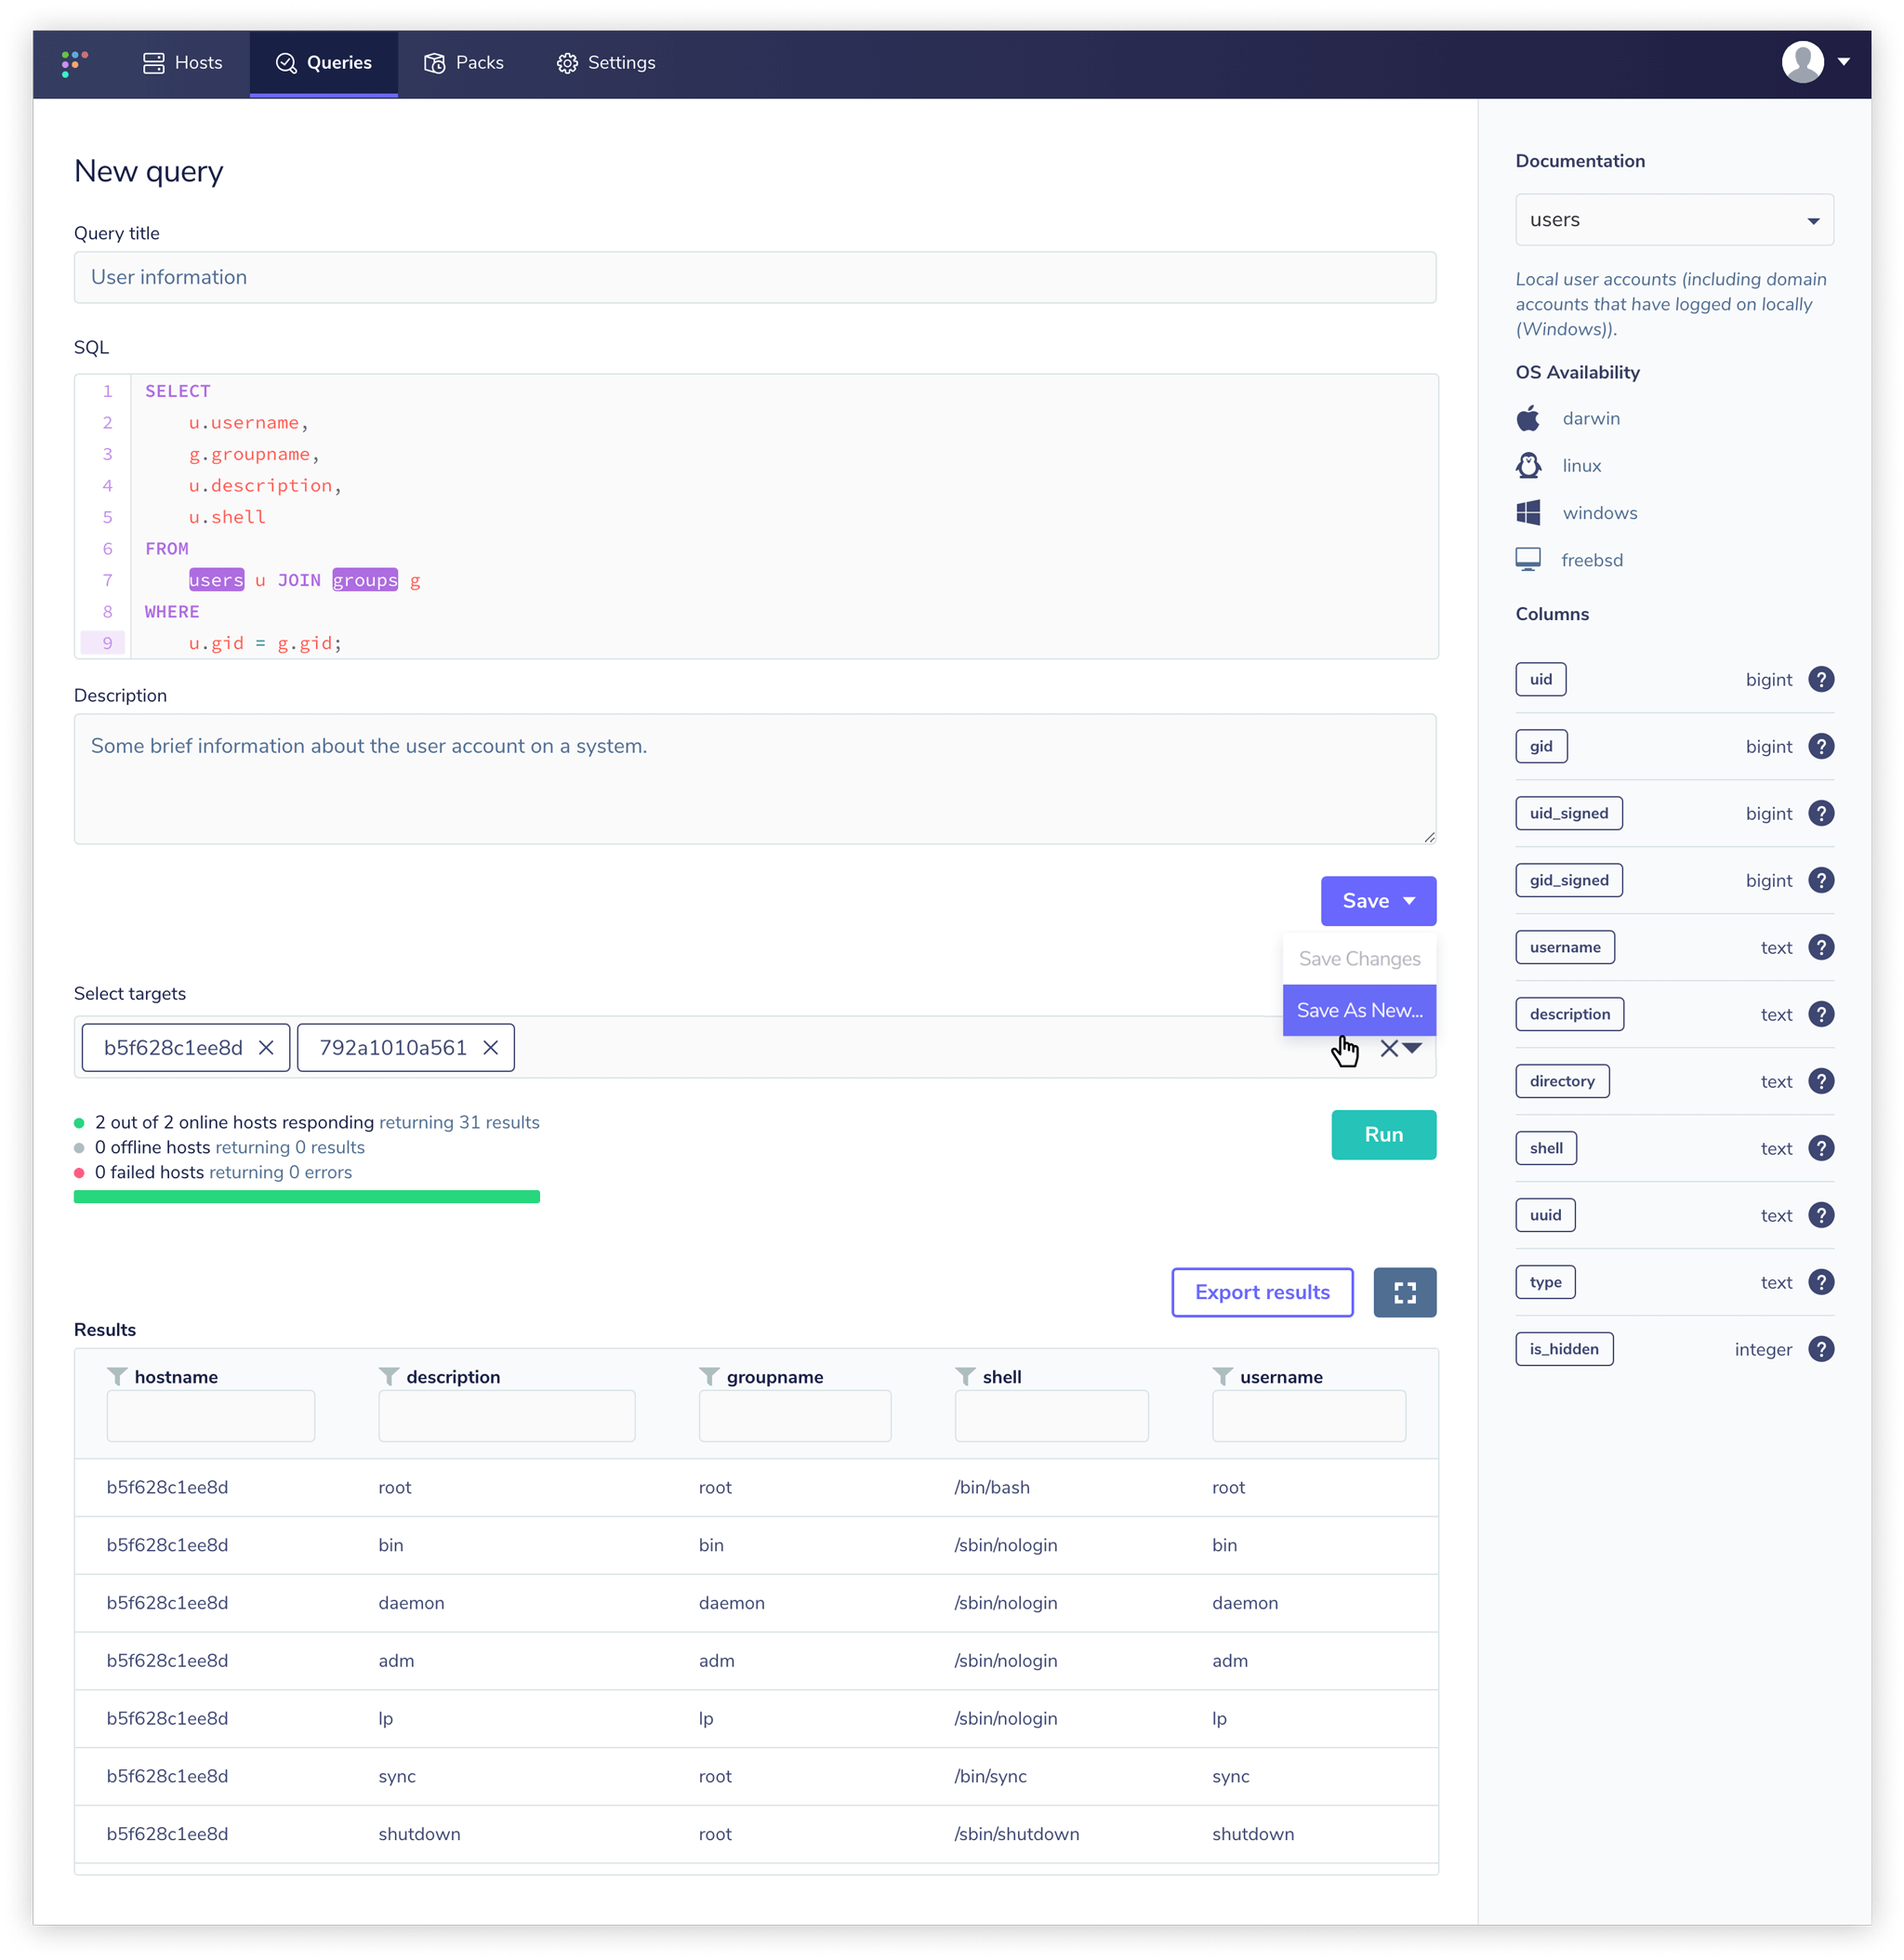 Hosts
Queries
Packs
Settings
New query
Query title
User information
SQL
1 SELECT
2 u.username,
3 g.groupname,
4 u.description,
5 u.shell
6 FROM
7 users u JOIN groups g
8 WHERE
9 u.gid = g.gid;
Description
Some brief information about the user account on a system.
Save
Save Changes
Save As New...
Select targets
b5f628c1ee8d
792a1010a561
2 out of 2 online hosts responding returning 31 results
0 offline hosts returning 0 results
0 failed hosts returning 0 errors
Run
Export results
Results
hostname description groupname shell username
b5f628c1ee8d root root /bin/bash root
b5f628c1ee8d bin bin /sbin/nologin bin
b5f628c1ee8d daemon daemon /sbin/nologin daemon
b5f628c1ee8d adm adm /sbin/nologin adm
b5f628c1ee8d lp lp /sbin/nologin lp
b5f628c1ee8d sync root /bin/sync sync
b5f628c1ee8d shutdown root /sbin/shutdown shutdown
Documentation
users
Local user accounts (including domain
accounts that have logged on locally
(Windows)).
OS Availability
darwin
linux
windows
freebsd
Columns
uid bigint ?
gid bigint ?
uid_signed bigint ?
gid_signed bigint ?
username text ?
description text ?
directory text ?
shell text ?
uuid text ?
type text ?
is_hidden integer ?